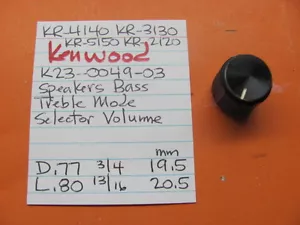 KR-4140 KR-3130
KR-5150 KR-2120
Kenwood
K23-0049-03
Speakers Bass
Treble Mode
Selector Volume
mm
D.77 3/4 19.5
L.80 13/16 20.5